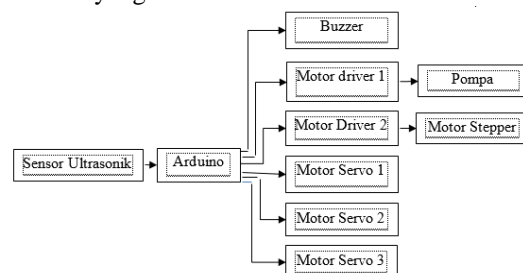 Buzzer
Motor driver 1
Pompa
Motor Driver 2
Motor Stepper
Sensor Ultrasonik
Arduino
Motor Servo 1
Motor Servo 2
Motor Servo 3